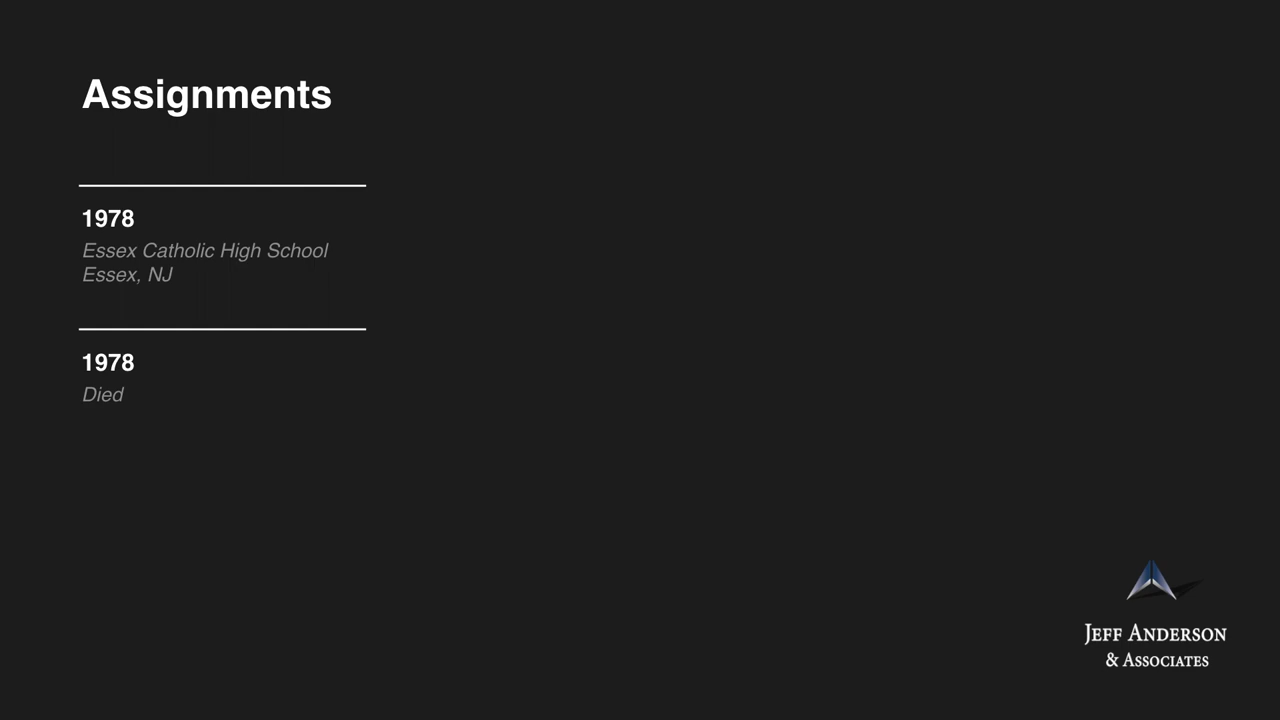 Assignments
1978
Essex Catholic High School
Essex, NJ
1978
Died
JEFF ANDERSON
& ASSOCIATES